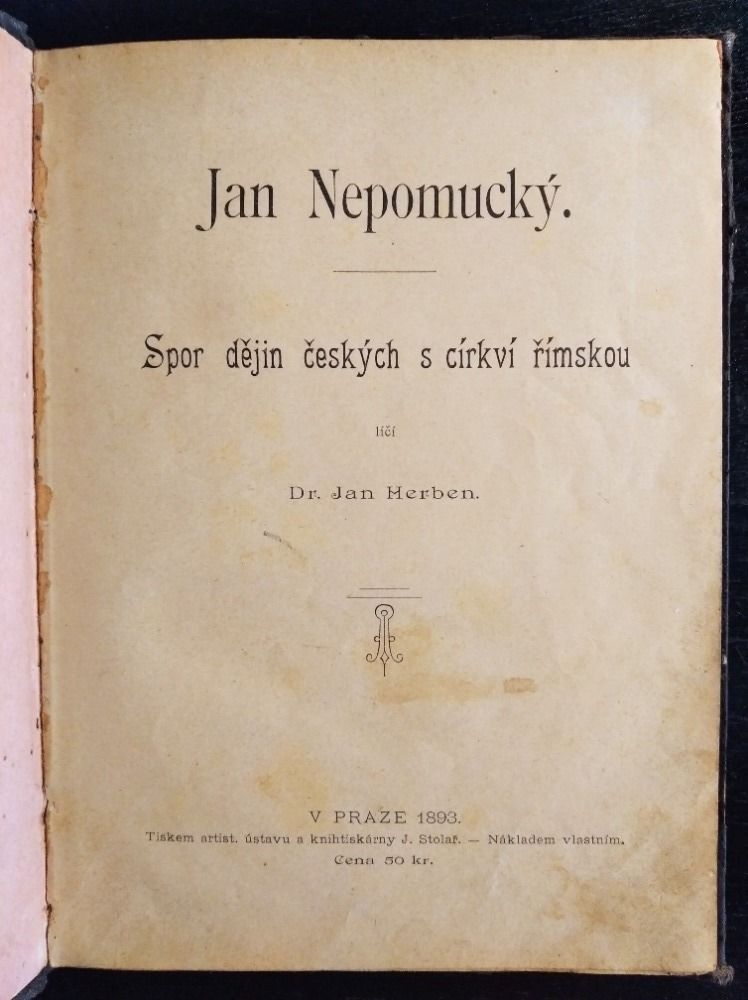 Jan Nepomucký.
Spor dějin českých s církví římskou
líčí
Dr. Jan Herben.
V PRAZE 1893.
Tiskem artist. ústavu a knihtiskárny J. Stolař. — Nákladem vlastním.
Cena 50 kr.